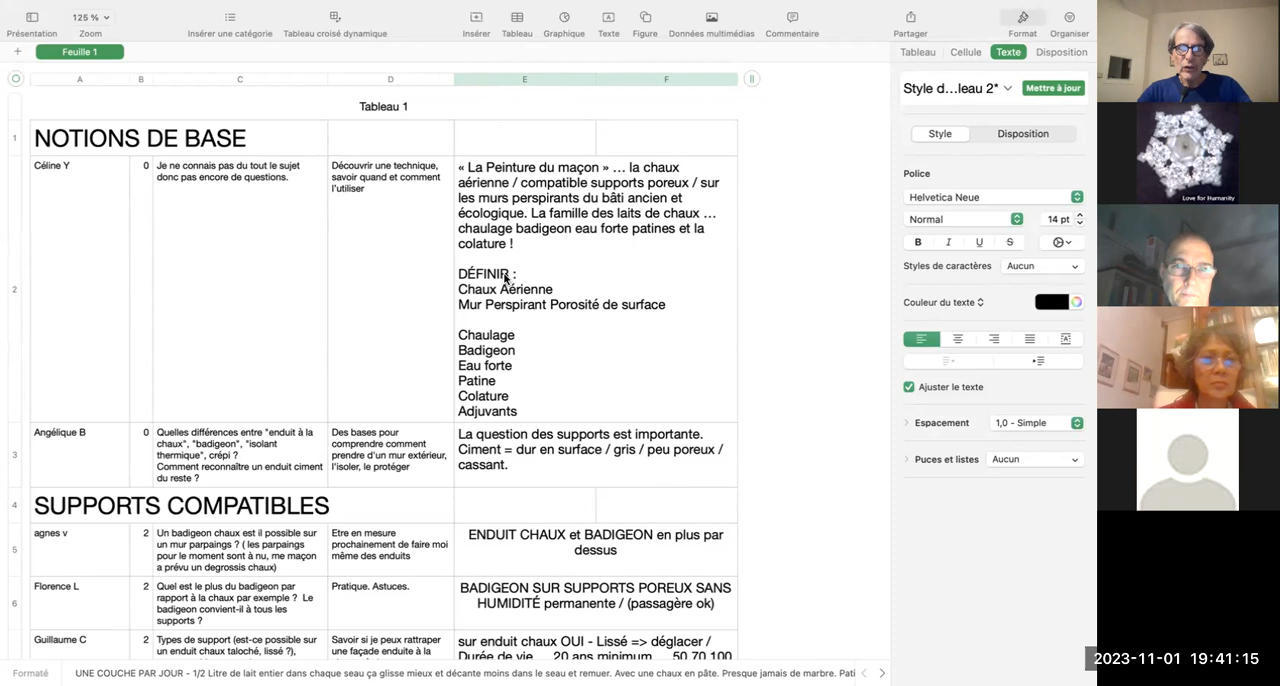 125 %
Présentation
Zoom
Insérer une catégorie
Tableau croisé dynamique
Insérer
Tableau
Graphique
Texte
Figure
Données multimédias
Commentaire
Partager
Format
Organiser
+
Feuille 1
Tableau
Cellule
Texte
Disposition
A
B
C
D
E
F
Tableau 1
1
NOTIONS DE BASE
2
Céline Y
0
Je ne connais pas du tout le sujet
donc pas encore de questions.
Découvrir une technique,
savoir quand et comment
l'utiliser
« La Peinture du maçon » … la chaux
aérienne / compatible supports poreux / sur
les murs perspirants du bâti ancien et
écologique. La famille des laits de chaux …
chaulage badigeon eau forte patines et la
colature !
DÉFINIR :
Chaux Aérienne
Mur Perspirant Porosité de surface
Chaulage
Badigeon
Eau forte
Patine
Colature
Adjuvants
3
Angélique B
0
Quelles différences entre "enduit à la
chaux", "badigeon", "isolant
thermique", crépi ?
Comment reconnaître un enduit ciment
du reste ?
Des bases pour
comprendre comment
prendre d'un mur extérieur,
l'isoler, le protéger
La question des supports est importante.
Ciment = dur en surface / gris / peu poreux /
cassant.
4
SUPPORTS COMPATIBLES
5
agnes v
2
Un badigeon chaux est il possible sur
un mur parpaings ? ( les parpaings
pour le moment sont à nu, me maçon
a prévu un degrossis chaux)
Etre en mesure
prochainement de faire moi
même des enduits
ENDUIT CHAUX et BADIGEON en plus par
dessus
6
Florence L
2
Quel est le plus du badigeon par
rapport à la chaux par exemple ? Le
badigeon convient-il à tous les
supports ?
Pratique. Astuces.
BADIGEON SUR SUPPORTS POREUX SANS
HUMIDITÉ permanente / (passagère ok)
Guillaume C
2
Types de support (est-ce possible sur
un enduit chaux taloché, lissé ?),
Savoir si je peux rattraper
une façade enduite à la
sur enduit chaux OUI - Lissé => déglacer /
Durée de vie … 20 ans minimum … 50 70 100
Formaté
UNE COUCHE PAR JOUR - 1/2 Litre de lait entier dans chaque seau ça glisse mieux et décante moins dans le seau et remuer. Avec une chaux en pâte. Presque jamais de marbre. Pati
Style d…leau 2*
Mettre à jour
Style
Disposition
Police
Helvetica Neue
Normal
14 pt
B
I
U
S
Styles de caractères
Aucun
Couleur du texte
Ajuster le texte
Espacement
1,0 - Simple
Puces et listes
Aucun
Love for Humanity
2023-11-01 19:41:15